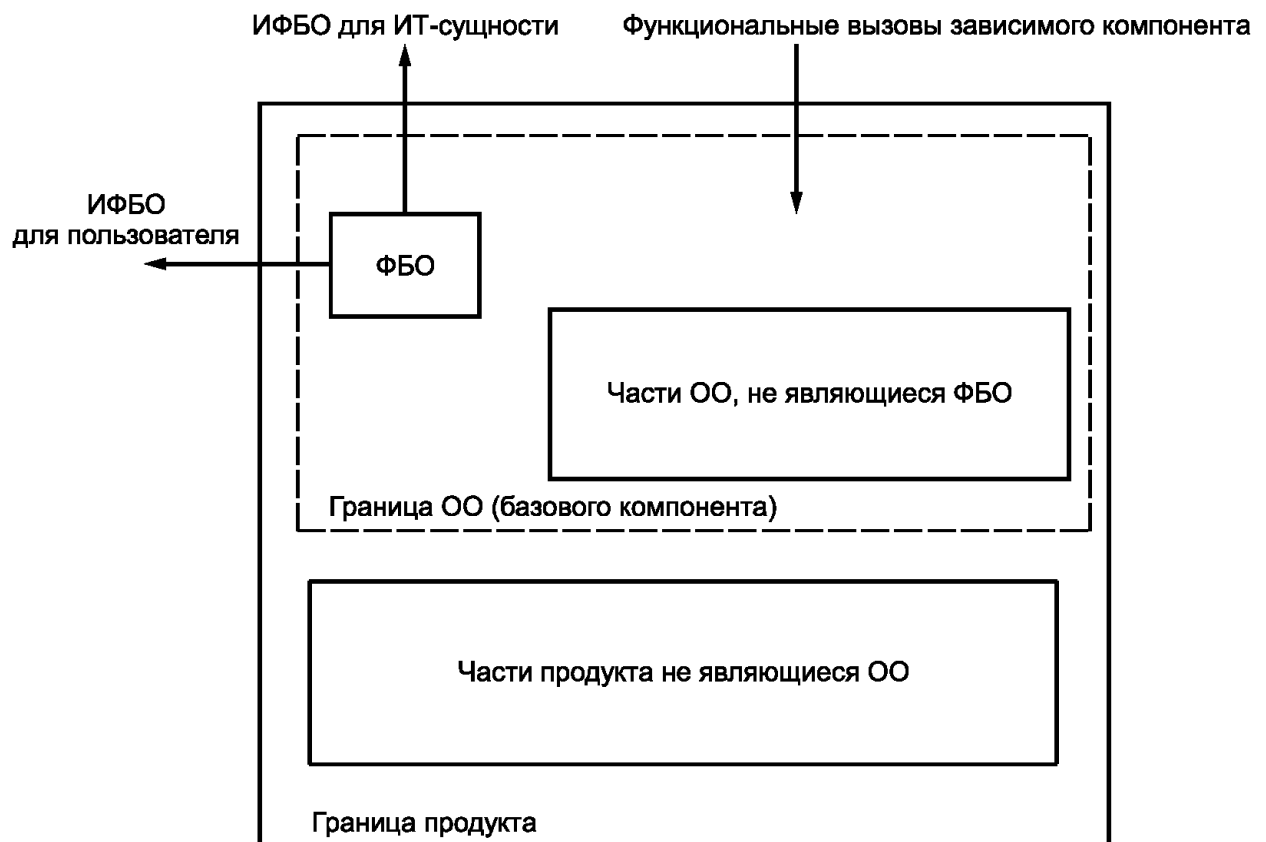 ИФБО для ИТ-сущности
Функциональные вызовы зависимого компонента
ИФБО
для пользователя
ФБО
Части ОО, не являющиеся ФБО
Граница ОО (базового компонента)
Части продукта не являющиеся ОО
Граница продукта